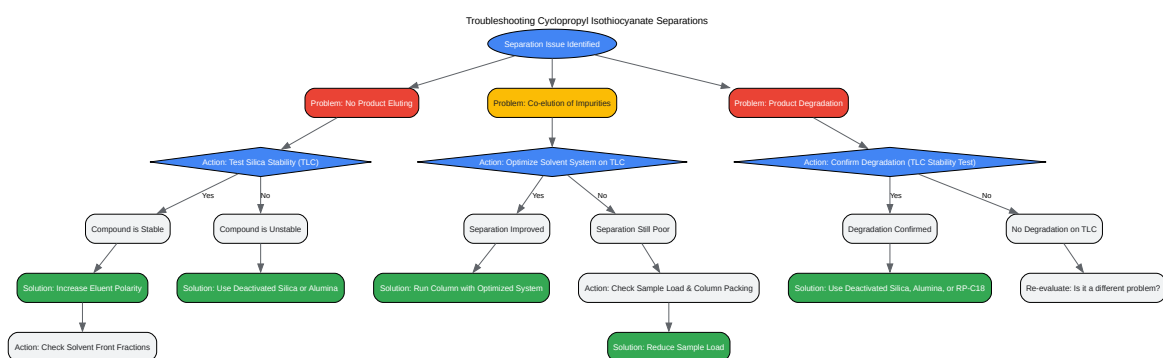 Troubleshooting Cyclopropyl Isothiocyanate Separations
Separation Issue Identified
Problem: No Product Eluting
Problem: Co-elution of Impurities
Problem: Product Degradation
Action: Test Silica Stability (TLC)
Action: Optimize Solvent System on TLC
Action: Confirm Degradation (TLC Stability Test)
Yes
No
Yes
No
Yes
No
Compound is Stable
Compound is Unstable
Separation Improved
Separation Still Poor
Degradation Confirmed
No Degradation on TLC
Solution: Increase Eluent Polarity
Solution: Use Deactivated Silica or Alumina
Solution: Run Column with Optimized System
Action: Check Sample Load & Column Packing
Solution: Use Deactivated Silica, Alumina, or RP-C18
Re-evaluate: Is it a different problem?
Action: Check Solvent Front Fractions
Solution: Reduce Sample Load